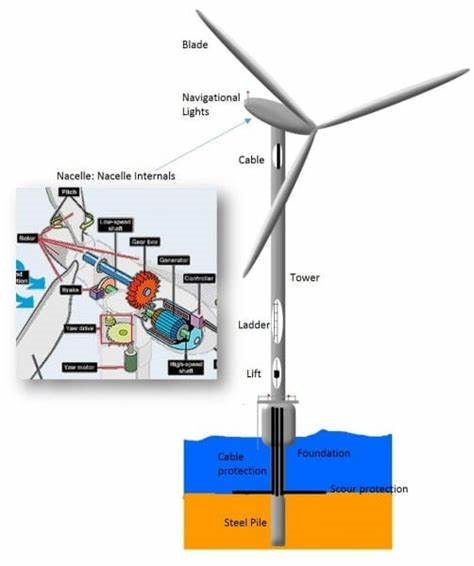 Blade
Navigational
Lights
Cable
Nacelle: Nacelle Internals
Pitch
Low-speed
shaft
Rotor
Gear box
Generator
Controller
Brake
Yaw drive
Yaw motor
High-speed
shaft
Tower
Ladder
Lift
Cable
protection
Foundation
Scour protection
Steel Pile